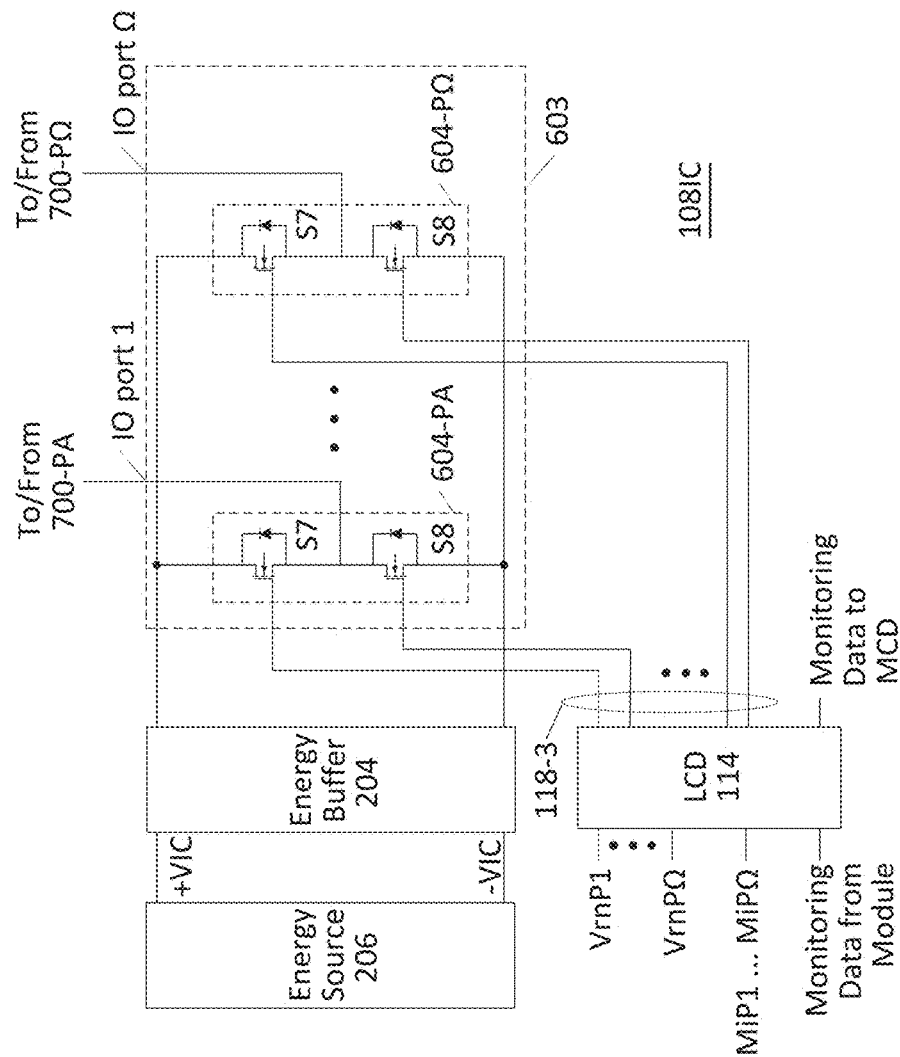 To/From
700-PA
IO port 1
To/From
700-PΩ
IO port Ω
+VIC
-VIC
Energy
Source
206
Energy
Buffer
204
S7
S8
604-PA
S7
S8
604-PΩ
603
118-3
108IC
VrnP1
VrnPΩ
MiP1 ... MiPΩ
Monitoring
Data from
Module
LCD
114
Monitoring
Data to
MCD